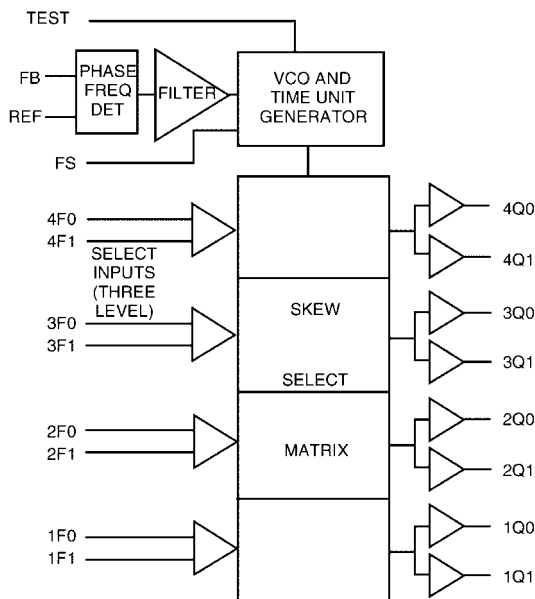 TEST
FB
REF
PHASE
FREQ
DET
FILTER
VCO AND
TIME UNIT
GENERATOR
FS
4F0
4F1
SELECT
INPUTS
(THREE
LEVEL)
3F0
3F1
2F0
2F1
1F0
1F1
SKEW
SELECT
MATRIX
4Q0
4Q1
3Q0
3Q1
2Q0
2Q1
1Q0
1Q1